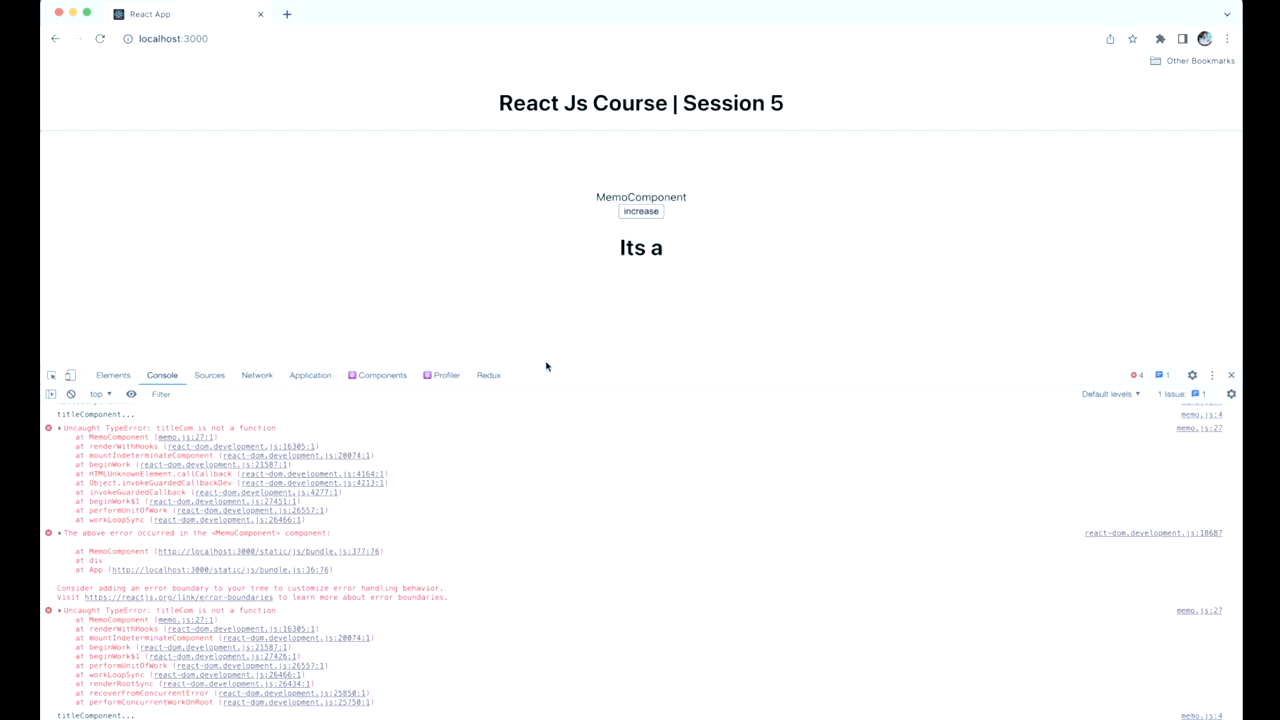 React App
localhost:3000
Other Bookmarks
React Js Course | Session 5
MemoComponent
increase
Its a
Elements Console Sources Network Application Components Profiler Redux 4 1
top Filter Default levels 1 Issue: 1
titleComponent... memo.js:4
Uncaught TypeError: titleCom is not a function memo.js:27
at MemoComponent (memo.js:27:1)
at renderWithHooks (react-dom.development.js:16305:1)
at mountIndeterminateComponent (react-dom.development.js:20074:1)
at beginWork (react-dom.development.js:21587:1)
at HTMLUnknownElement.callCallback (react-dom.development.js:4164:1)
at Object.invokeGuardedCallbackDev (react-dom.development.js:4213:1)
at invokeGuardedCallback (react-dom.development.js:4277:1)
at beginWork$1 (react-dom.development.js:27451:1)
at performUnitOfWork (react-dom.development.js:26557:1)
at workLoopSync (react-dom.development.js:26466:1)
The above error occurred in the <MemoComponent> component: react-dom.development.js:18687
at MemoComponent (http://localhost:3000/static/js/bundle.js:377:76)
at div
at App (http://localhost:3000/static/js/bundle.js:36:76)
Consider adding an error boundary to your tree to customize error handling behavior.
Visit https://reactjs.org/link/error-boundaries to learn more about error boundaries.
Uncaught TypeError: titleCom is not a function memo.js:27
at MemoComponent (memo.js:27:1)
at renderWithHooks (react-dom.development.js:16305:1)
at mountIndeterminateComponent (react-dom.development.js:20074:1)
at beginWork (react-dom.development.js:21587:1)
at beginWork$1 (react-dom.development.js:27426:1)
at performUnitOfWork (react-dom.development.js:26557:1)
at workLoopSync (react-dom.development.js:26466:1)
at renderRootSync (react-dom.development.js:26434:1)
at recoverFromConcurrentError (react-dom.development.js:25850:1)
at performConcurrentWorkOnRoot (react-dom.development.js:25750:1)
titleComponent... memo.js:4